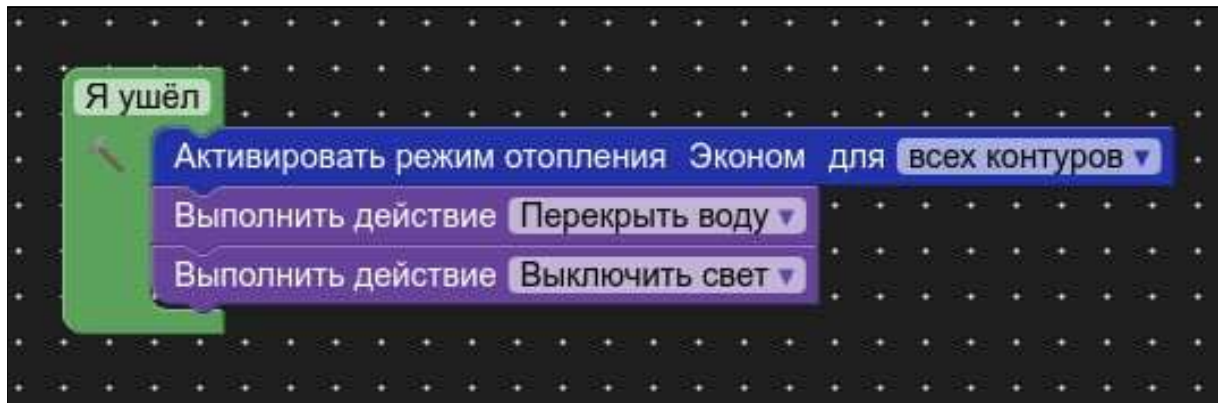 Я ушёл
Активировать режим отопления Эконом для всех контуров
Выполнить действие Перекрыть воду
Выполнить действие Выключить свет